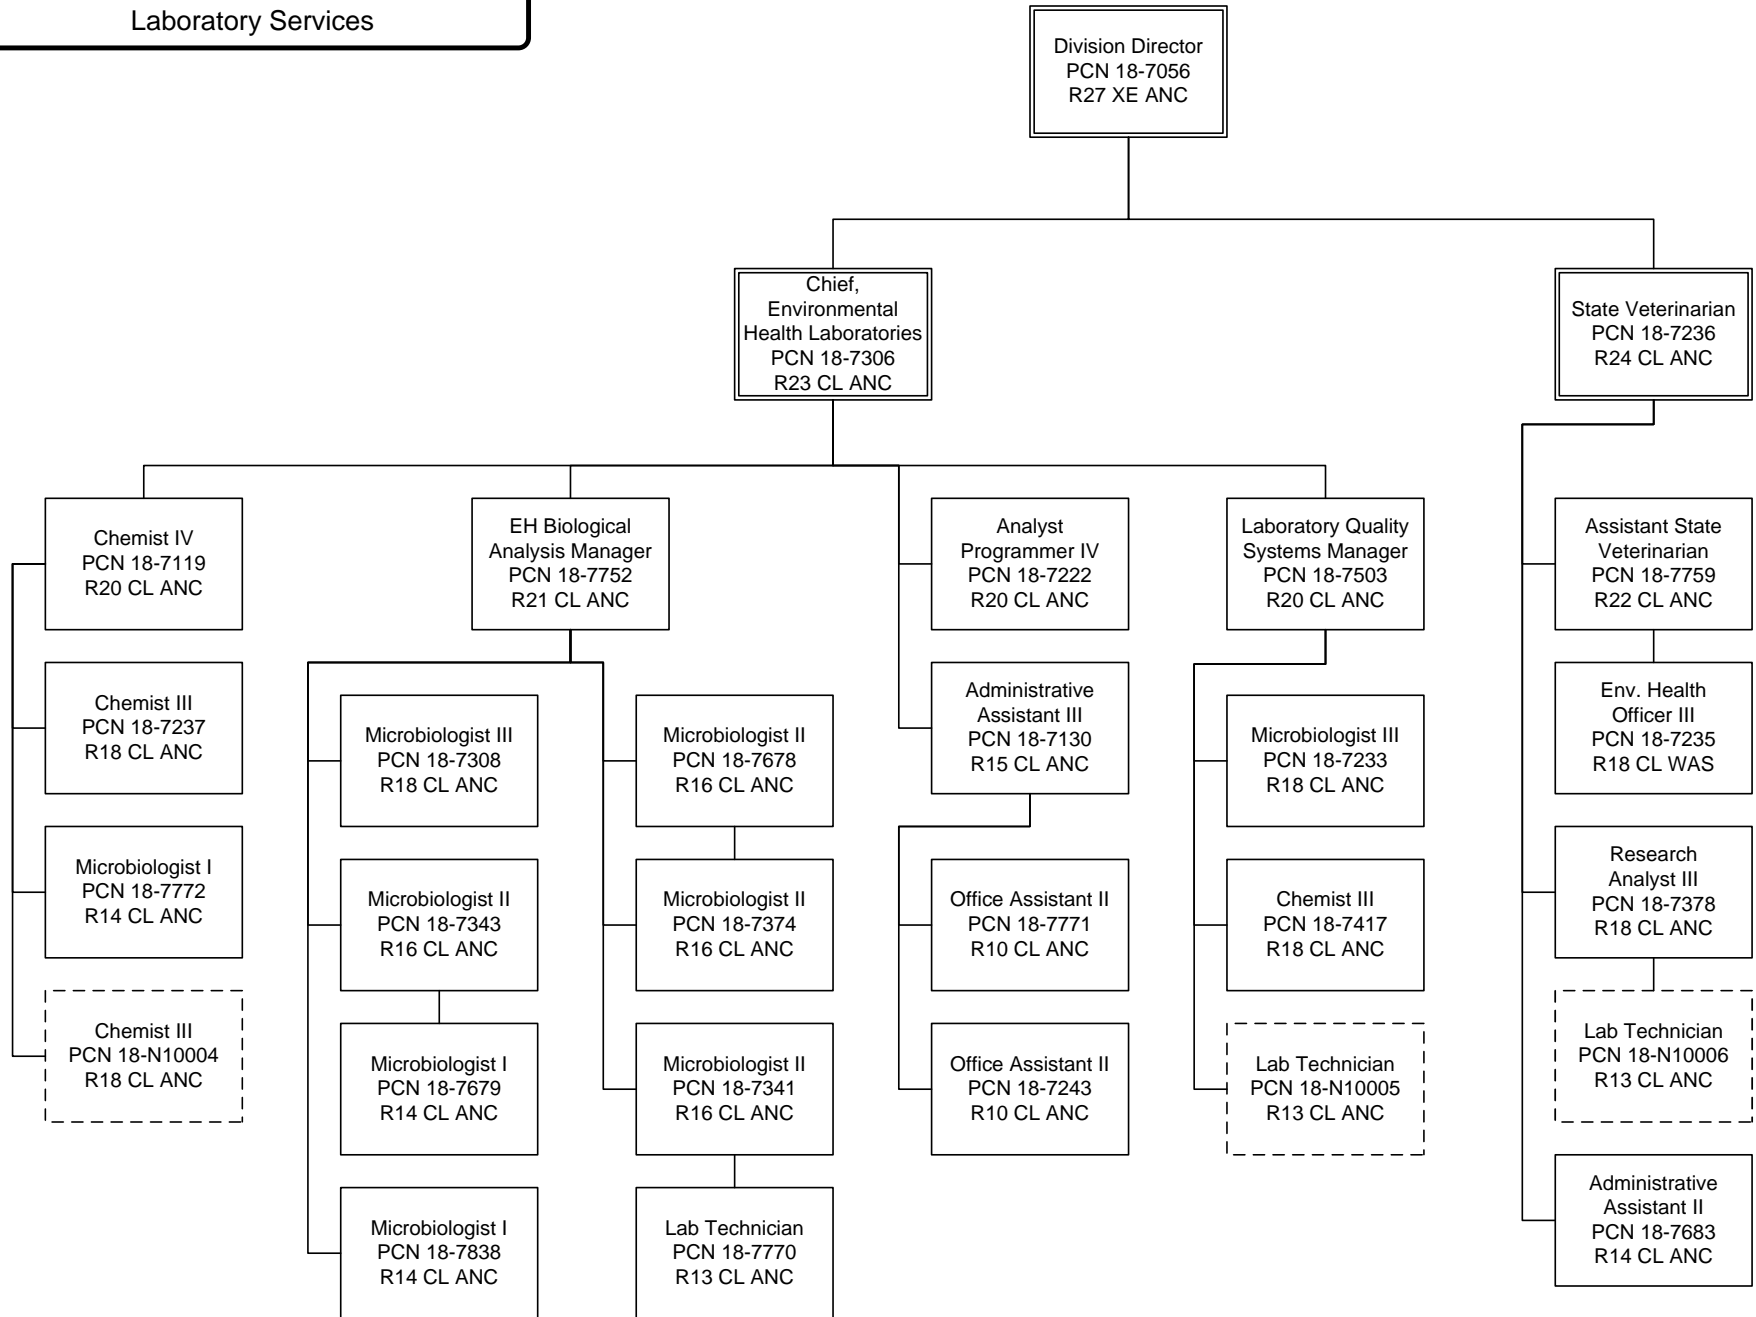 Laboratory Services
Division Director
PCN 18-7056
R27 XE ANC
Chief,
Environmental
Health Laboratories
PCN 18-7306
R23 CL ANC
State Veterinarian
PCN 18-7236
R24 CL ANC
Chemist IV
PCN 18-7119
R20 CL ANC
Chemist III
PCN 18-7237
R18 CL ANC
Microbiologist I
PCN 18-7772
R14 CL ANC
Chemist III
PCN 18-N10004
R18 CL ANC
EH Biological
Analysis Manager
PCN 18-7752
R21 CL ANC
Microbiologist III
PCN 18-7308
R18 CL ANC
Microbiologist II
PCN 18-7343
R16 CL ANC
Microbiologist I
PCN 18-7679
R14 CL ANC
Microbiologist I
PCN 18-7838
R14 CL ANC
Microbiologist II
PCN 18-7678
R16 CL ANC
Microbiologist II
PCN 18-7374
R16 CL ANC
Microbiologist II
PCN 18-7341
R16 CL ANC
Lab Technician
PCN 18-7770
R13 CL ANC
Analyst
Programmer IV
PCN 18-7222
R20 CL ANC
Administrative
Assistant III
PCN 18-7130
R15 CL ANC
Office Assistant II
PCN 18-7771
R10 CL ANC
Office Assistant II
PCN 18-7243
R10 CL ANC
Laboratory Quality
Systems Manager
PCN 18-7503
R20 CL ANC
Microbiologist III
PCN 18-7233
R18 CL ANC
Chemist III
PCN 18-7417
R18 CL ANC
Lab Technician
PCN 18-N10005
R13 CL ANC
Assistant State
Veterinarian
PCN 18-7759
R22 CL ANC
Env. Health
Officer III
PCN 18-7235
R18 CL WAS
Research
Analyst III
PCN 18-7378
R18 CL ANC
Lab Technician
PCN 18-N10006
R13 CL ANC
Administrative
Assistant II
PCN 18-7683
R14 CL ANC